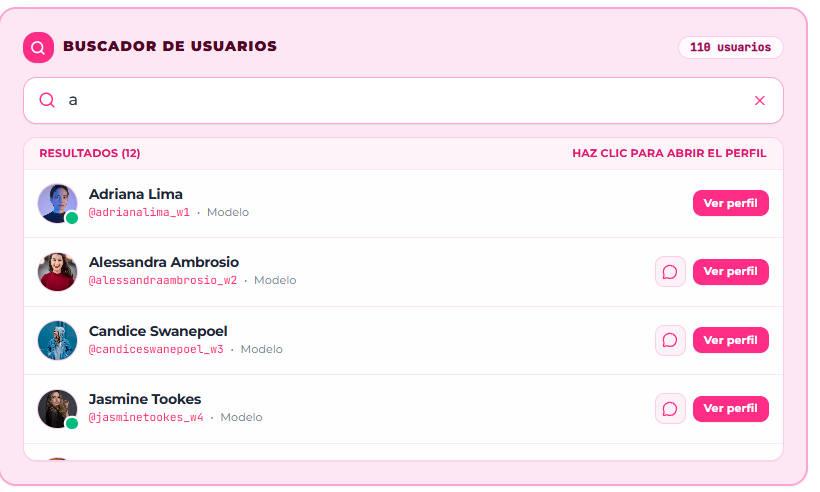 BUSCADOR DE USUARIOS
110 usuarios
a
RESULTADOS (12)
HAZ CLIC PARA ABRIR EL PERFIL
Adriana Lima
@adrianalima_w1 · Modelo
Ver perfil
Alessandra Ambrosio
@alessandraambrosio_w2 · Modelo
Ver perfil
Candice Swanepoel
@candiceswanepoel_w3 · Modelo
Ver perfil
Jasmine Tookes
@jasminetookes_w4 · Modelo
Ver perfil